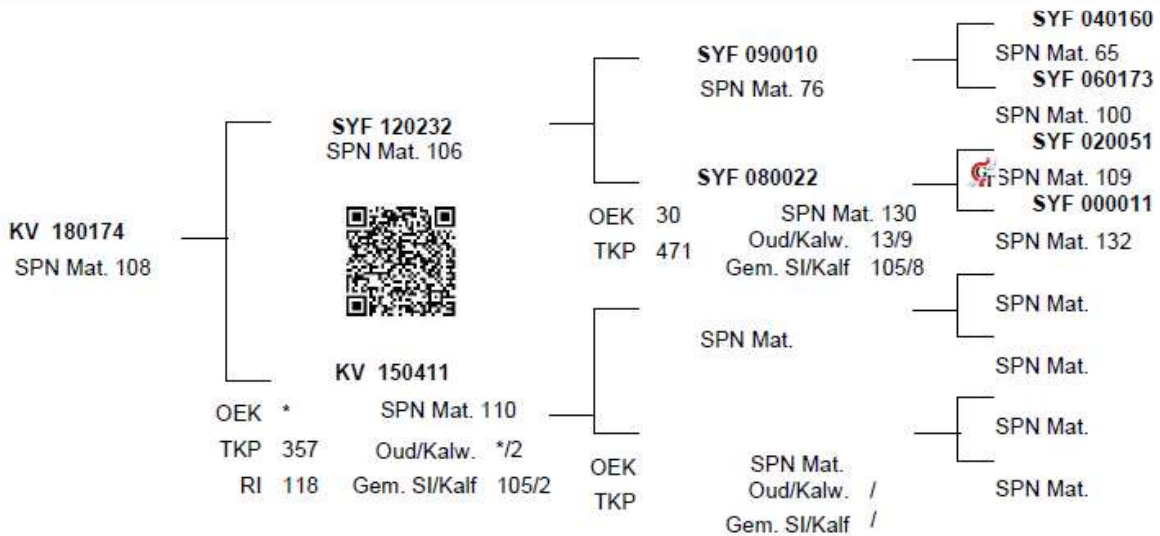 KV 180174
SPN Mat. 108
SYF 120232
SPN Mat. 106
KV 150411
OEK * SPN Mat. 110
TKP 357 Oud/Kalw. */2
RI 118 Gem. SI/Kalf 105/2
SYF 090010
SPN Mat. 76
SYF 080022
OEK 30 SPN Mat. 130
TKP 471 Oud/Kalw. 13/9
Gem. SI/Kalf 105/8
SPN Mat.
OEK SPN Mat.
TKP Oud/Kalw. /
Gem. SI/Kalf /
SYF 040160
SPN Mat. 65
SYF 060173
SPN Mat. 100
SYF 020051
SPN Mat. 109
SYF 000011
SPN Mat. 132
SPN Mat.
SPN Mat.
SPN Mat.
SPN Mat.